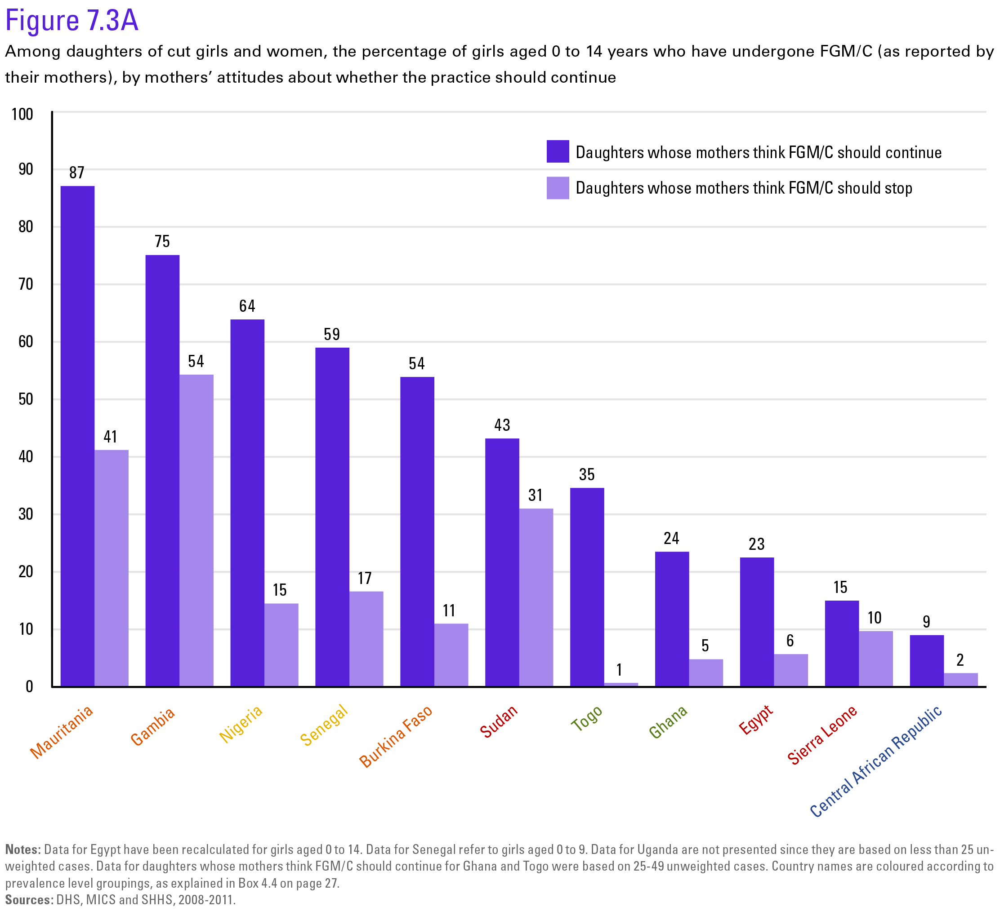 Figure 7.3A
Among daughters of cut girls and women, the percentage of girls aged 0 to 14 years who have undergone FGM/C (as reported by
their mothers), by mothers’ attitudes about whether the practice should continue
100
90
80
70
60
50
40
30
20
10
0
Daughters whose mothers think FGM/C should continue
Daughters whose mothers think FGM/C should stop
87
41
75
54
64
15
59
17
54
11
43
31
35
1
24
5
23
6
15
10
9
2
Mauritania
Gambia
Nigeria
Senegal
Burkina Faso
Sudan
Togo
Ghana
Egypt
Sierra Leone
Central African Republic
Notes: Data for Egypt have been recalculated for girls aged 0 to 14. Data for Senegal refer to girls aged 0 to 9. Data for Uganda are not presented since they are based on less than 25 un-
weighted cases. Data for daughters whose mothers think FGM/C should continue for Ghana and Togo were based on 25-49 unweighted cases. Country names are coloured according to
prevalence level groupings, as explained in Box 4.4 on page 27.
Sources: DHS, MICS and SHHS, 2008-2011.